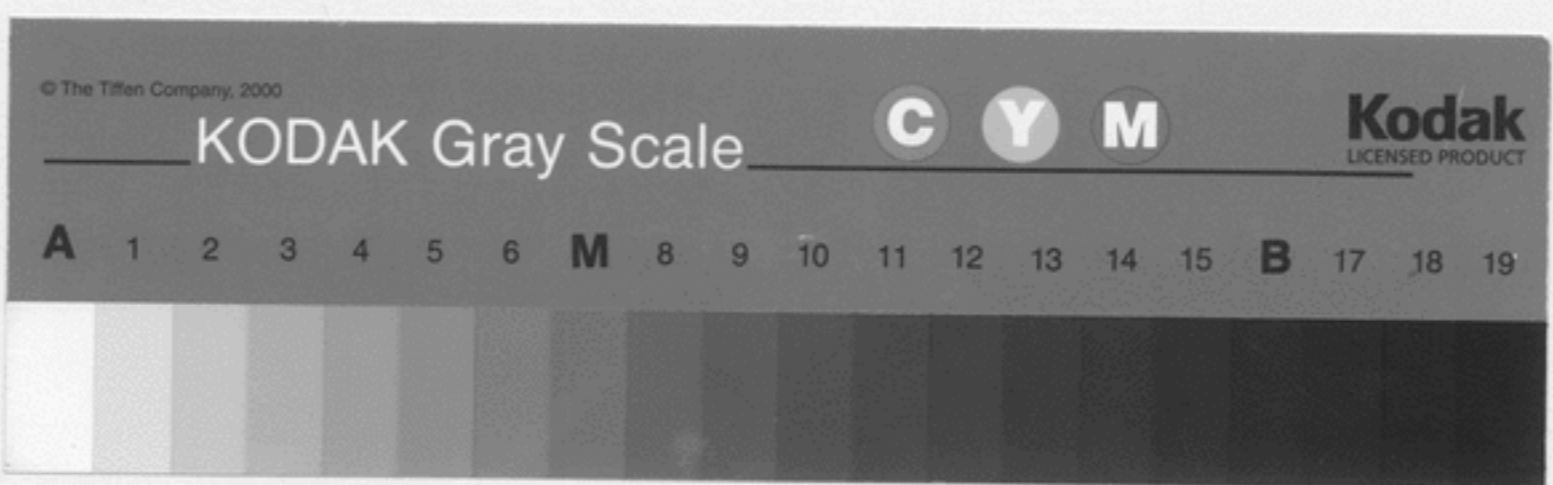 © The Tiffen Company, 2000
KODAK Gray Scale
C Y M
Kodak
LICENSED PRODUCT
A 1 2 3 4 5 6 M 8 9 10 11 12 13 14 15 B 17 18 19